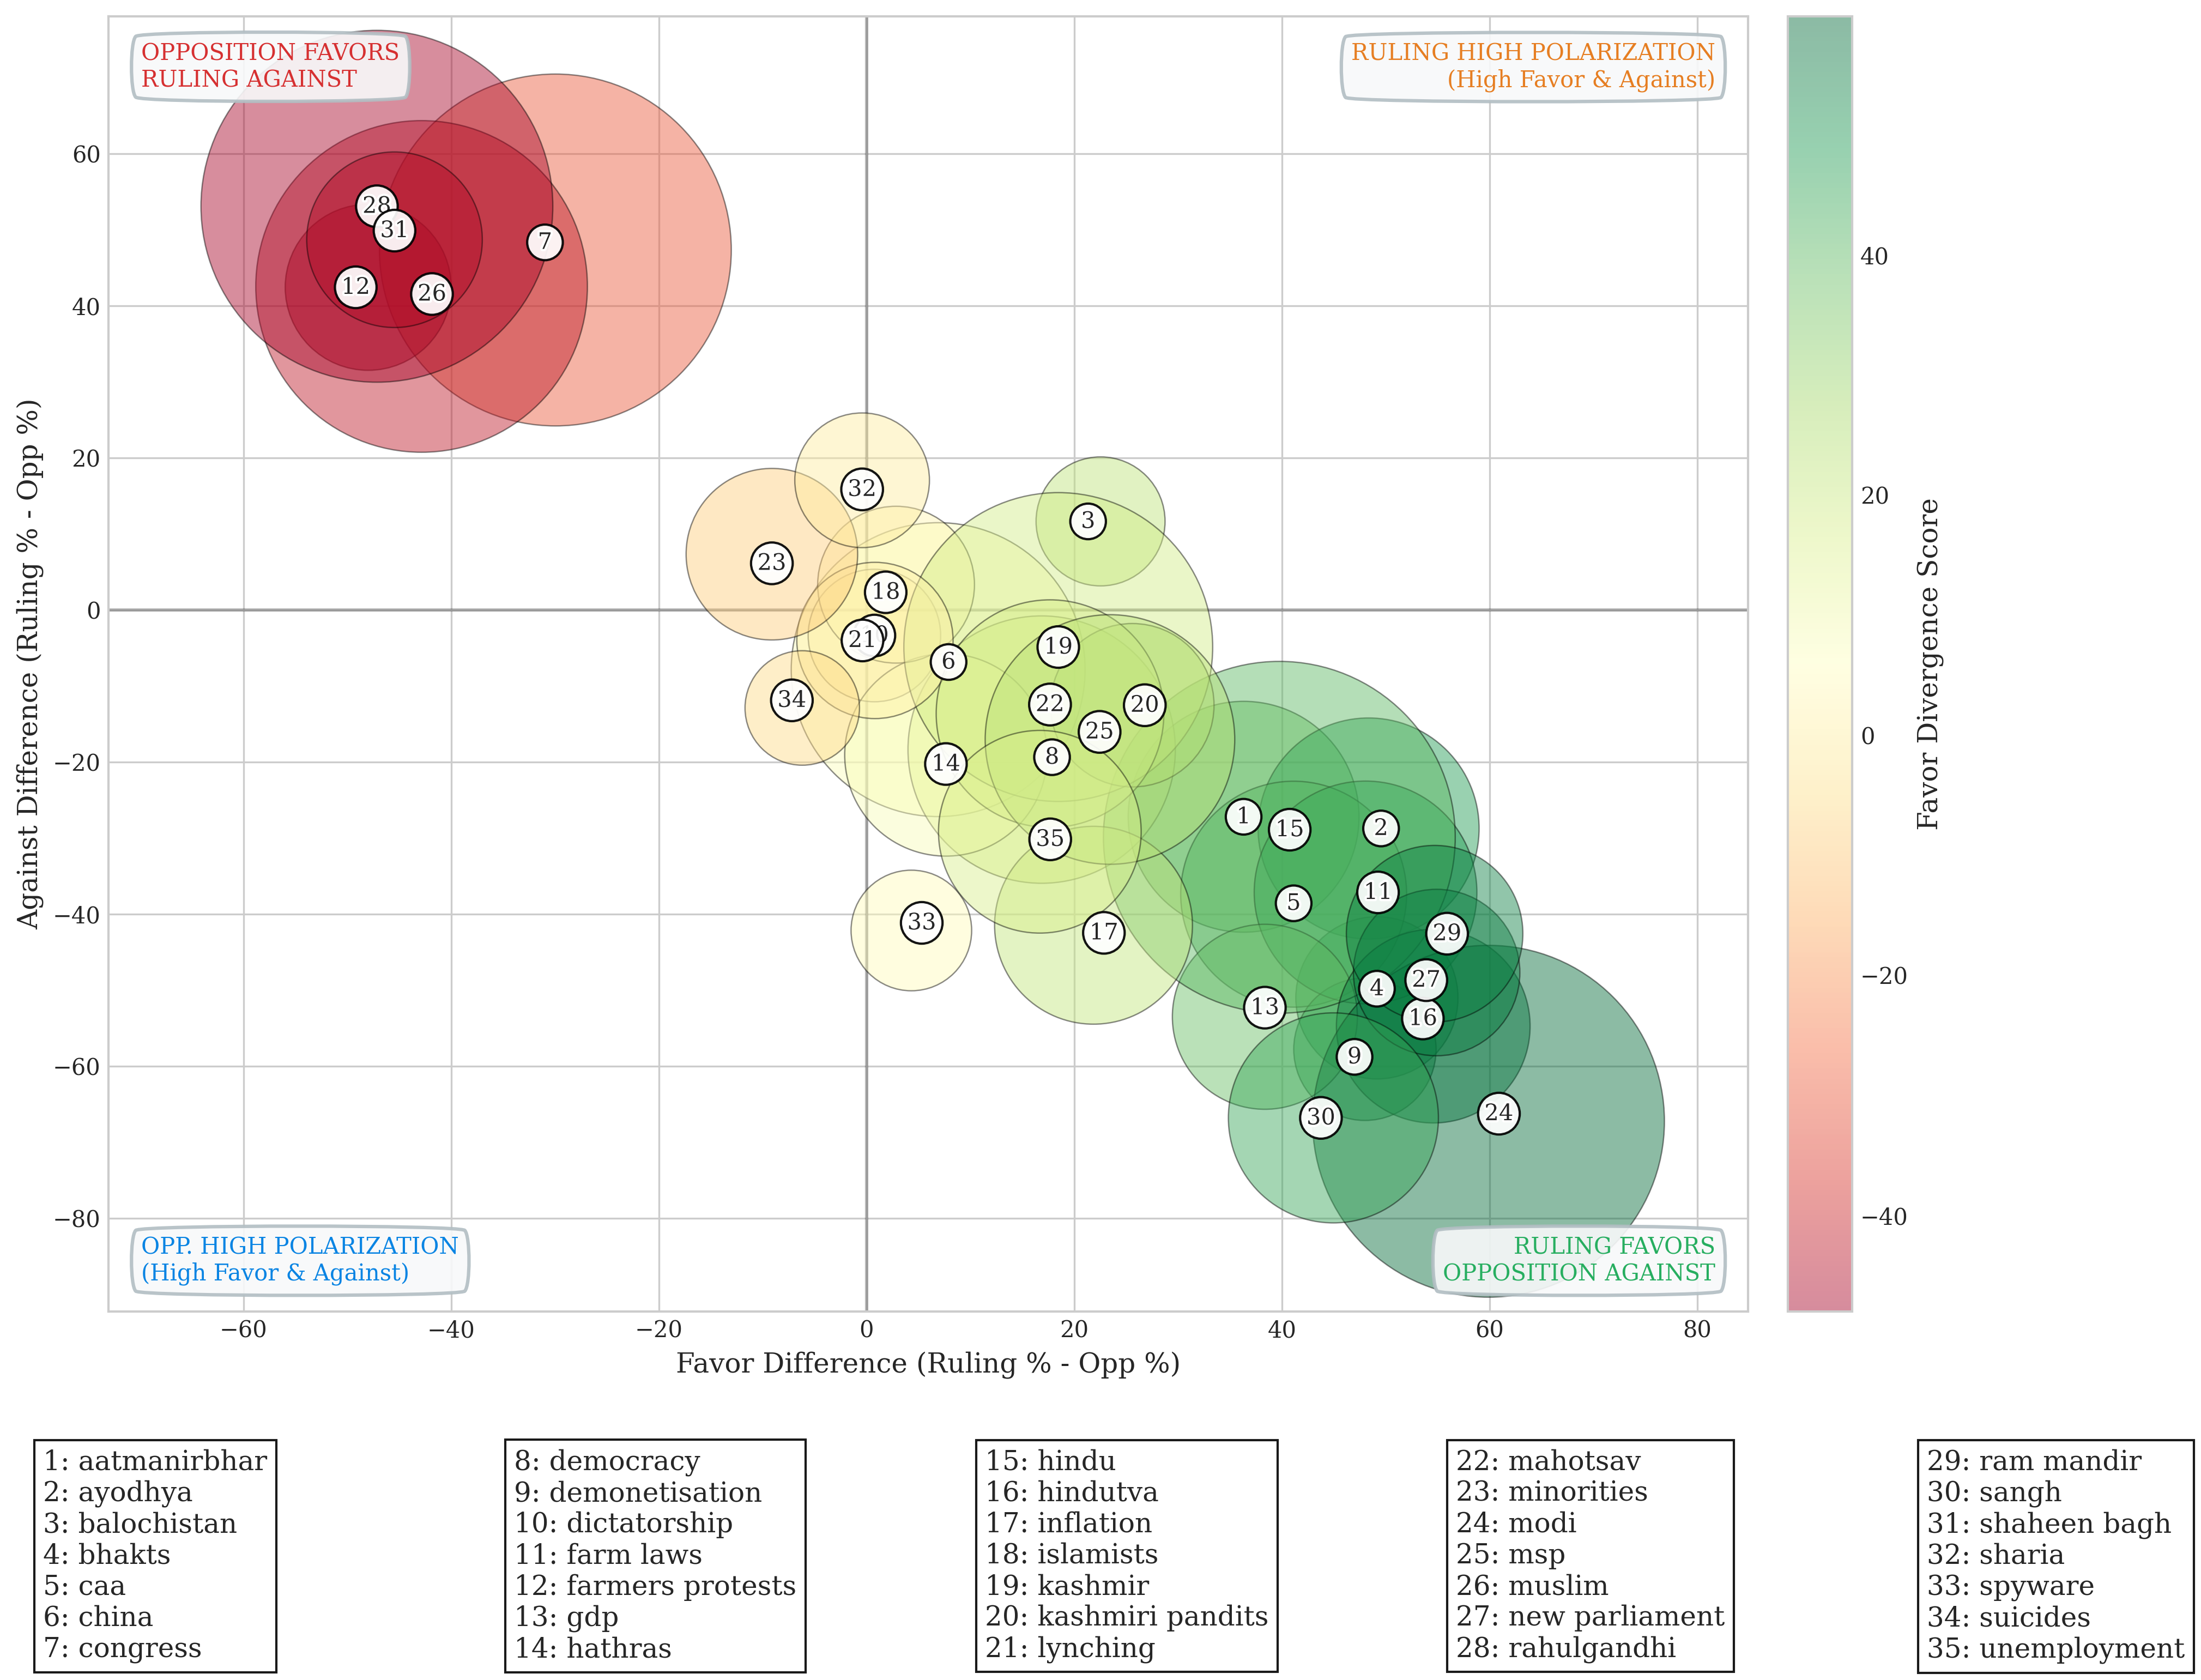 OPPOSITION FAVORS
RULING AGAINST
RULING HIGH POLARIZATION
(High Favor & Against)
60
40
20
0
−20
−40
−60
−80
Against Difference (Ruling % - Opp %)
28
31
7
12
26
32
3
23
18
21
6
19
34
22
20
25
14
8
35
33
17
1
15
2
5
11
29
4
27
13
16
9
30
24
OPP. HIGH POLARIZATION
(High Favor & Against)
RULING FAVORS
OPPOSITION AGAINST
−60
−40
−20
0
20
40
60
80
Favor Difference (Ruling % - Opp %)
40
20
0
−20
−40
Favor Divergence Score
1: aatmanirbhar
2: ayodhya
3: balochistan
4: bhakts
5: caa
6: china
7: congress
8: democracy
9: demonetisation
10: dictatorship
11: farm laws
12: farmers protests
13: gdp
14: hathras
15: hindu
16: hindutva
17: inflation
18: islamists
19: kashmir
20: kashmiri pandits
21: lynching
22: mahotsav
23: minorities
24: modi
25: msp
26: muslim
27: new parliament
28: rahulgandhi
29: ram mandir
30: sangh
31: shaheen bagh
32: sharia
33: spyware
34: suicides
35: unemployment